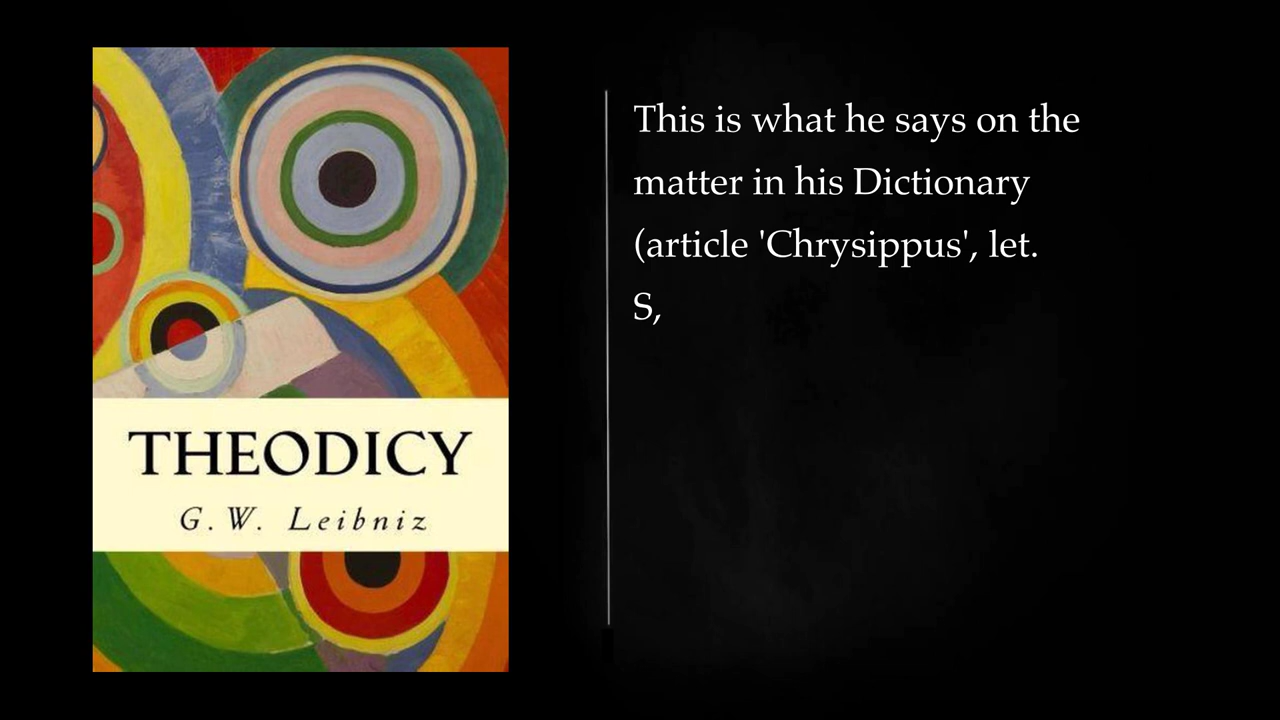 THEODICY
G. W. Leibniz
This is what he says on the
matter in his Dictionary
(article 'Chrysippus', let.
S,